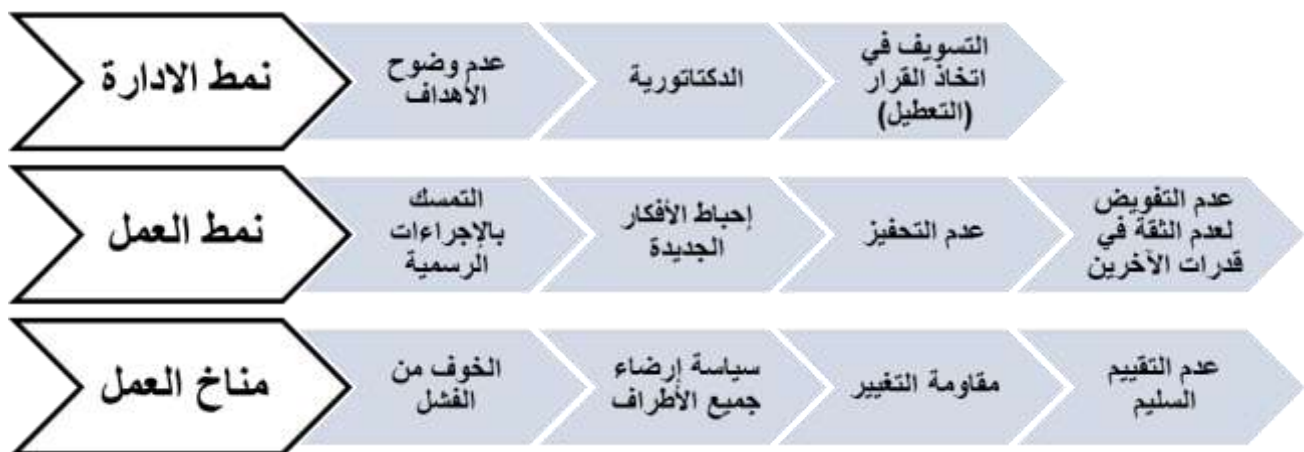 نمط الادارة
عدم وضوح
الأهداف
الدكتاتورية
التسويف في
اتخاذ القرار
(التعطيل)
نمط العمل
التمسك
بالإجراءات
الرسمية
إحباط الأفكار
الجديدة
عدم التحفيز
عدم التفويض
لعدم الثقة في
قدرات الآخرين
مناخ العمل
الخوف من
الفشل
سياسة إرضاء
جميع الأطراف
مقاومة التغيير
عدم التقييم
السليم